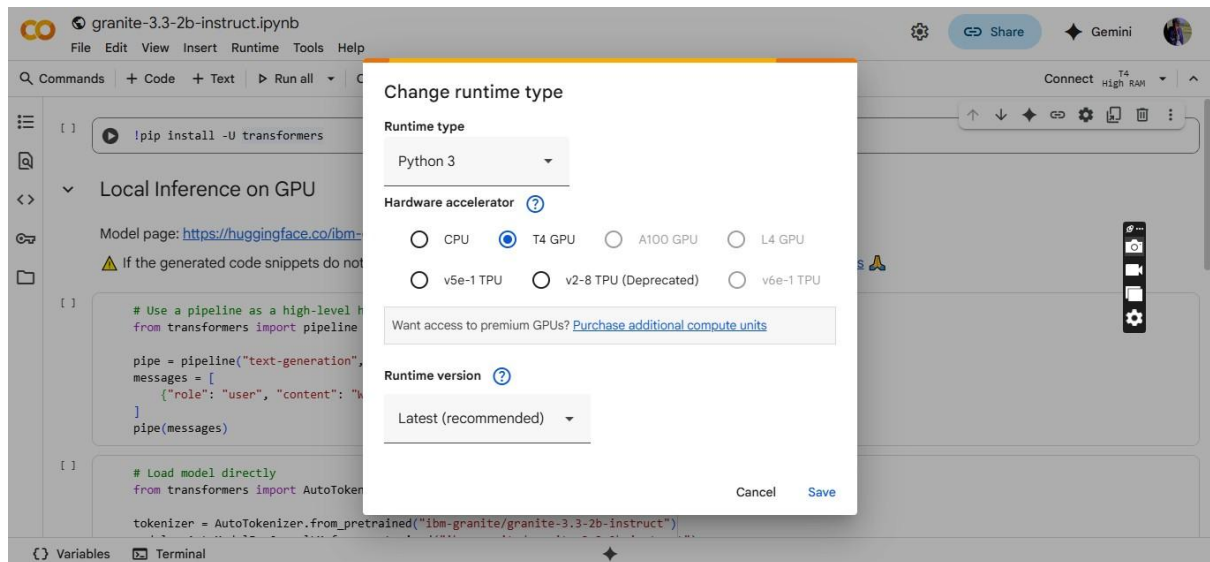 granite-3.3-2b-instruct.ipynb
File Edit View Insert Runtime Tools Help
Share
Gemini
Commands + Code + Text Run all
Connect T4 High RAM
[ ] !pip install -U transformers
Local Inference on GPU
Model page: https://huggingface.co/ibm-
If the generated code snippets do not
[ ] # Use a pipeline as a high-level h
from transformers import pipeline
pipe = pipeline("text-generation",
messages = [
{"role": "user", "content": "W
]
pipe(messages)
[ ] # Load model directly
from transformers import AutoToken
tokenizer = AutoTokenizer.from_pretrained("ibm-granite/granite-3.3-2b-instruct")
Change runtime type
Runtime type
Python 3
Hardware accelerator ?
CPU T4 GPU A100 GPU L4 GPU
v5e-1 TPU v2-8 TPU (Deprecated) v6e-1 TPU
Want access to premium GPUs? Purchase additional compute units
Runtime version ?
Latest (recommended)
Cancel Save
{} Variables Terminal